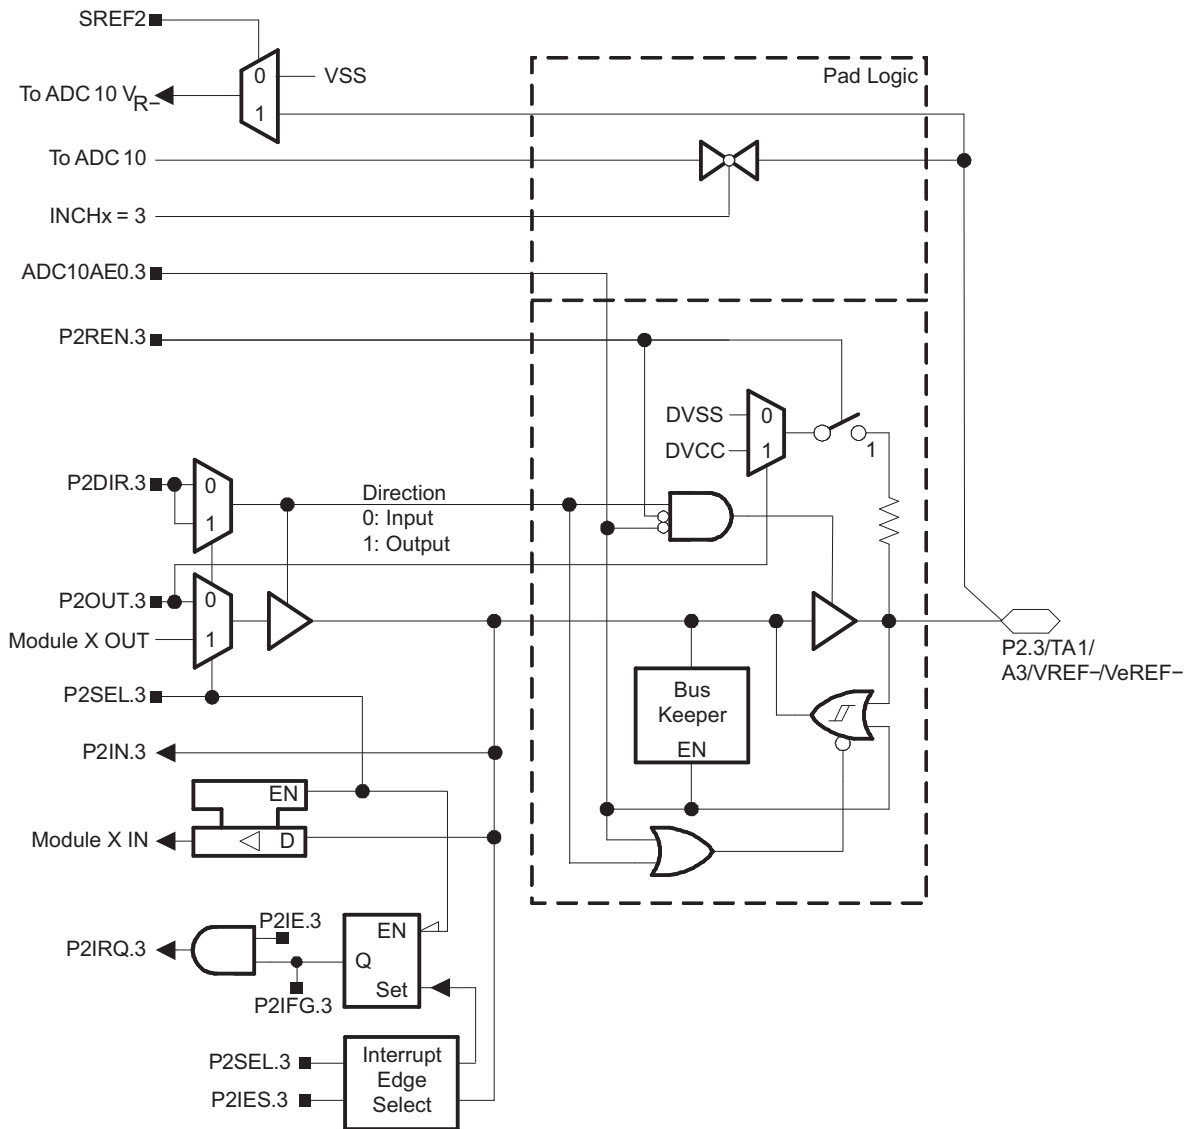 SREF2
0
VSS
Pad Logic
To ADC 10 VR−
1
To ADC 10
INCHx = 3
ADC10AE0.3
P2REN.3
DVSS
0
DVCC
1
1
P2DIR.3
0
1
Direction
0: Input
1: Output
P2OUT.3
0
Module X OUT
1
P2.3/TA1/
A3/VREF−/VeREF−
P2SEL.3
Bus
Keeper
EN
P2IN.3
EN
Module X IN
D
P2IE.3
EN
P2IRQ.3
Q
Set
P2IFG.3
P2SEL.3
Interrupt
Edge
Select
P2IES.3